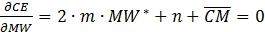 ∂CE/∂MW = 2 · m · MW* + n + C̅M̅ = 0